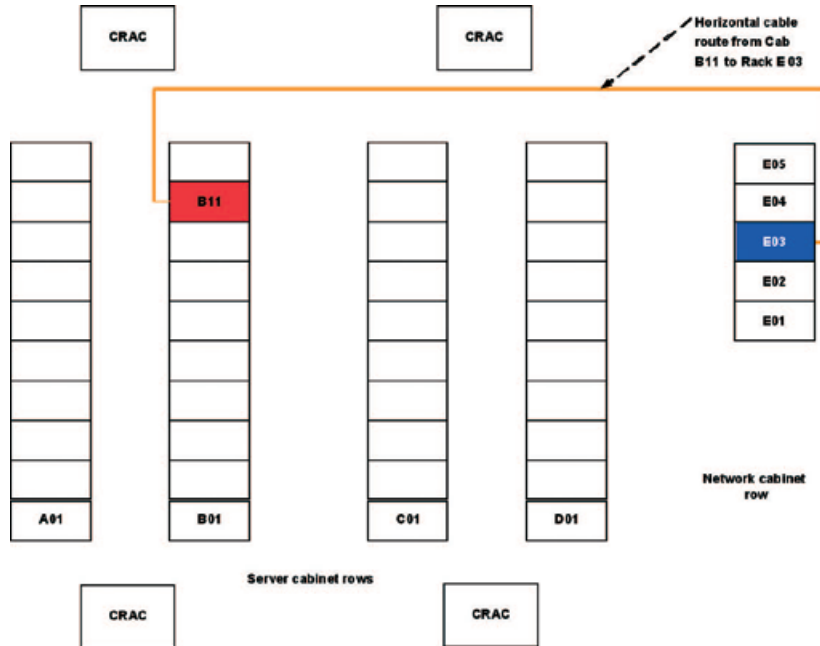 CRAC
CRAC
Horizontal cable
route from Cab
B11 to Rack E03
E05
B11
E04
E03
E02
E01
Network cabinet
row
A01
B01
C01
D01
Server cabinet rows
CRAC
CRAC